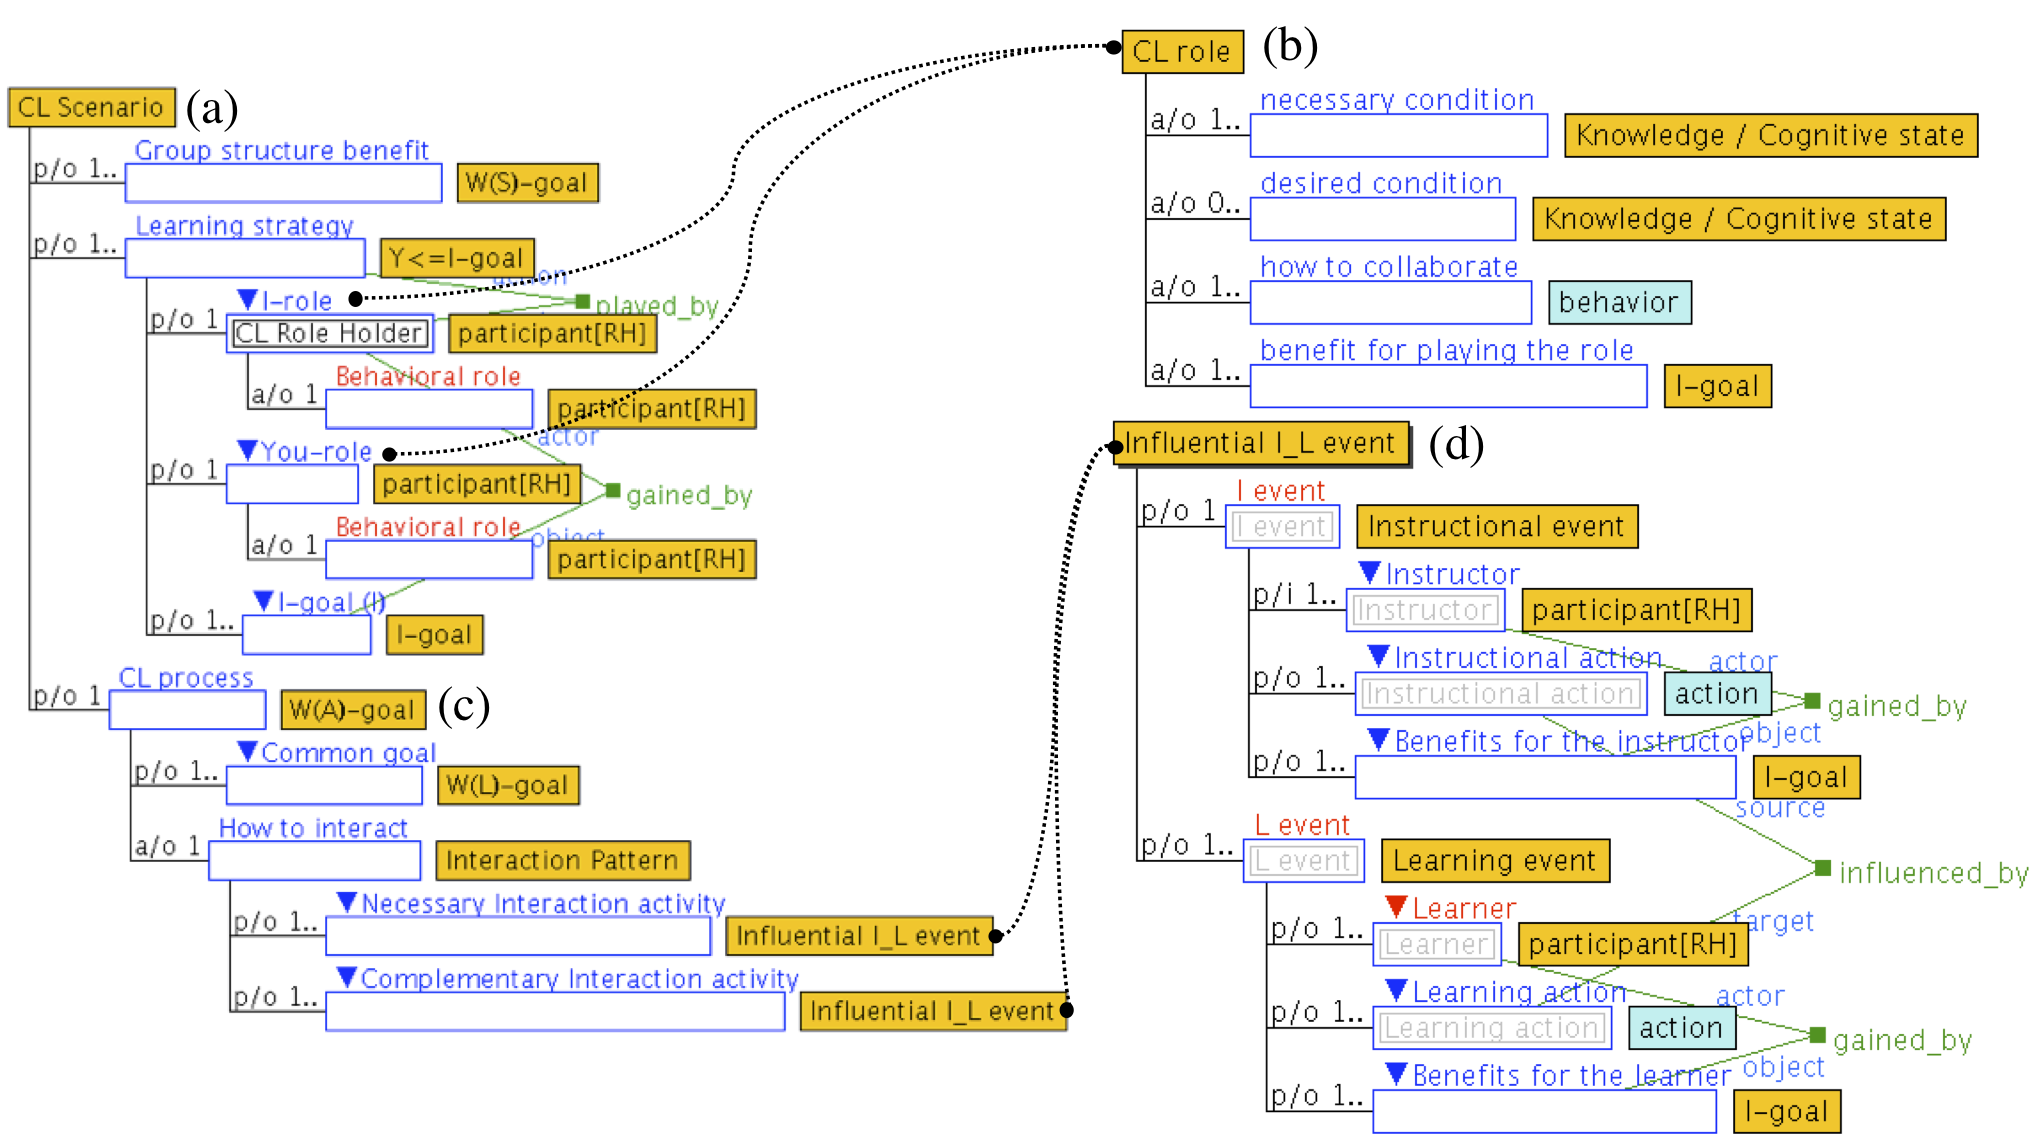 CL Scenario (a)
p/o 1.. Group structure benefit W(S)-goal
p/o 1.. Learning strategy Y<=I-goal
action
played_by
p/o 1 I-role
CL Role Holder participant[RH]
a/o 1 Behavioral role participant[RH]
actor
p/o 1 You-role participant[RH]
gained_by
a/o 1 Behavioral role participant[RH]
object
p/o 1.. I-goal (I) I-goal
p/o 1 CL process W(A)-goal (c)
p/o 1.. Common goal W(L)-goal
a/o 1 How to interact Interaction Pattern
p/o 1.. Necessary Interaction activity Influential I_L event
p/o 1.. Complementary Interaction activity Influential I_L event
CL role (b)
a/o 1.. necessary condition Knowledge / Cognitive state
a/o 0.. desired condition Knowledge / Cognitive state
a/o 1.. how to collaborate behavior
a/o 1.. benefit for playing the role I-goal
Influential I_L event (d)
p/o 1 I event
I event Instructional event
p/i 1.. Instructor
Instructor participant[RH]
p/o 1.. Instructional action actor
Instructional action action
gained_by
p/o 1.. Benefits for the instructor object
I-goal
source
p/o 1.. L event
L event Learning event
influenced_by
p/o 1.. Learner target
Learner participant[RH]
p/o 1.. Learning action actor
Learning action action
gained_by
p/o 1.. Benefits for the learner object
I-goal